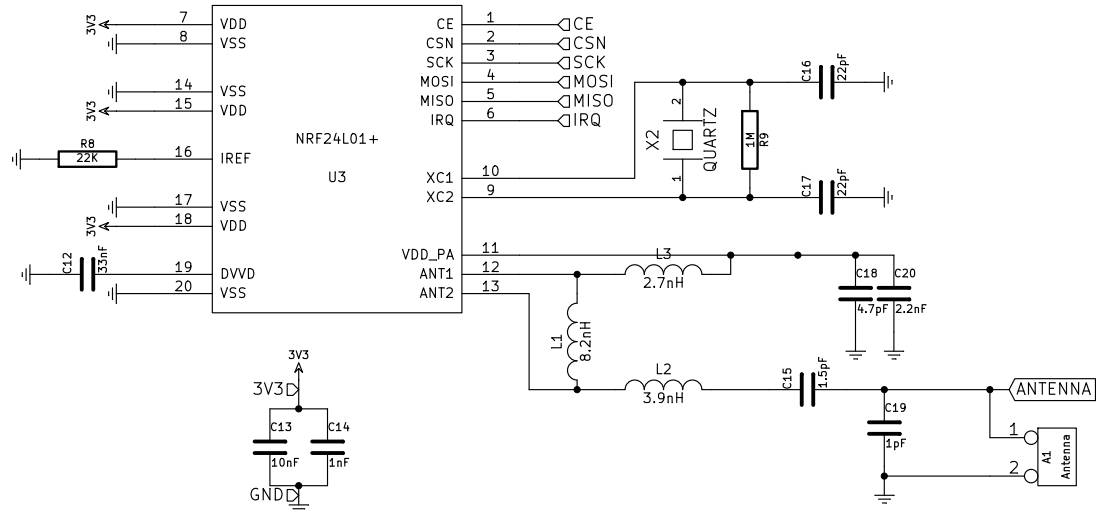 3V3
7 VDD
8 VSS
14 VSS
3V3
15 VDD
R8
22K
16 IREF
17 VSS
3V3
18 VDD
C12
33nF
19 DVVD
20 VSS
NRF24L01+
U3
CE 1 CE
CSN 2 CSN
SCK 3 SCK
MOSI 4 MOSI
MISO 5 MISO
IRQ 6 IRQ
XC1 10
XC2 9
VDD_PA 11
ANT1 12
ANT2 13
C16
22pF
2
X2
QUARTZ
1
1M
R9
C17
22pF
L3
2.7nH
C18
4.7pF
C20
2.2nF
L1
8.2nH
L2
3.9nH
C15
1.5pF
ANTENNA
C19
1pF
1
2
A1
Antenna
3V3
3V3
C13
10nF
C14
1nF
GND